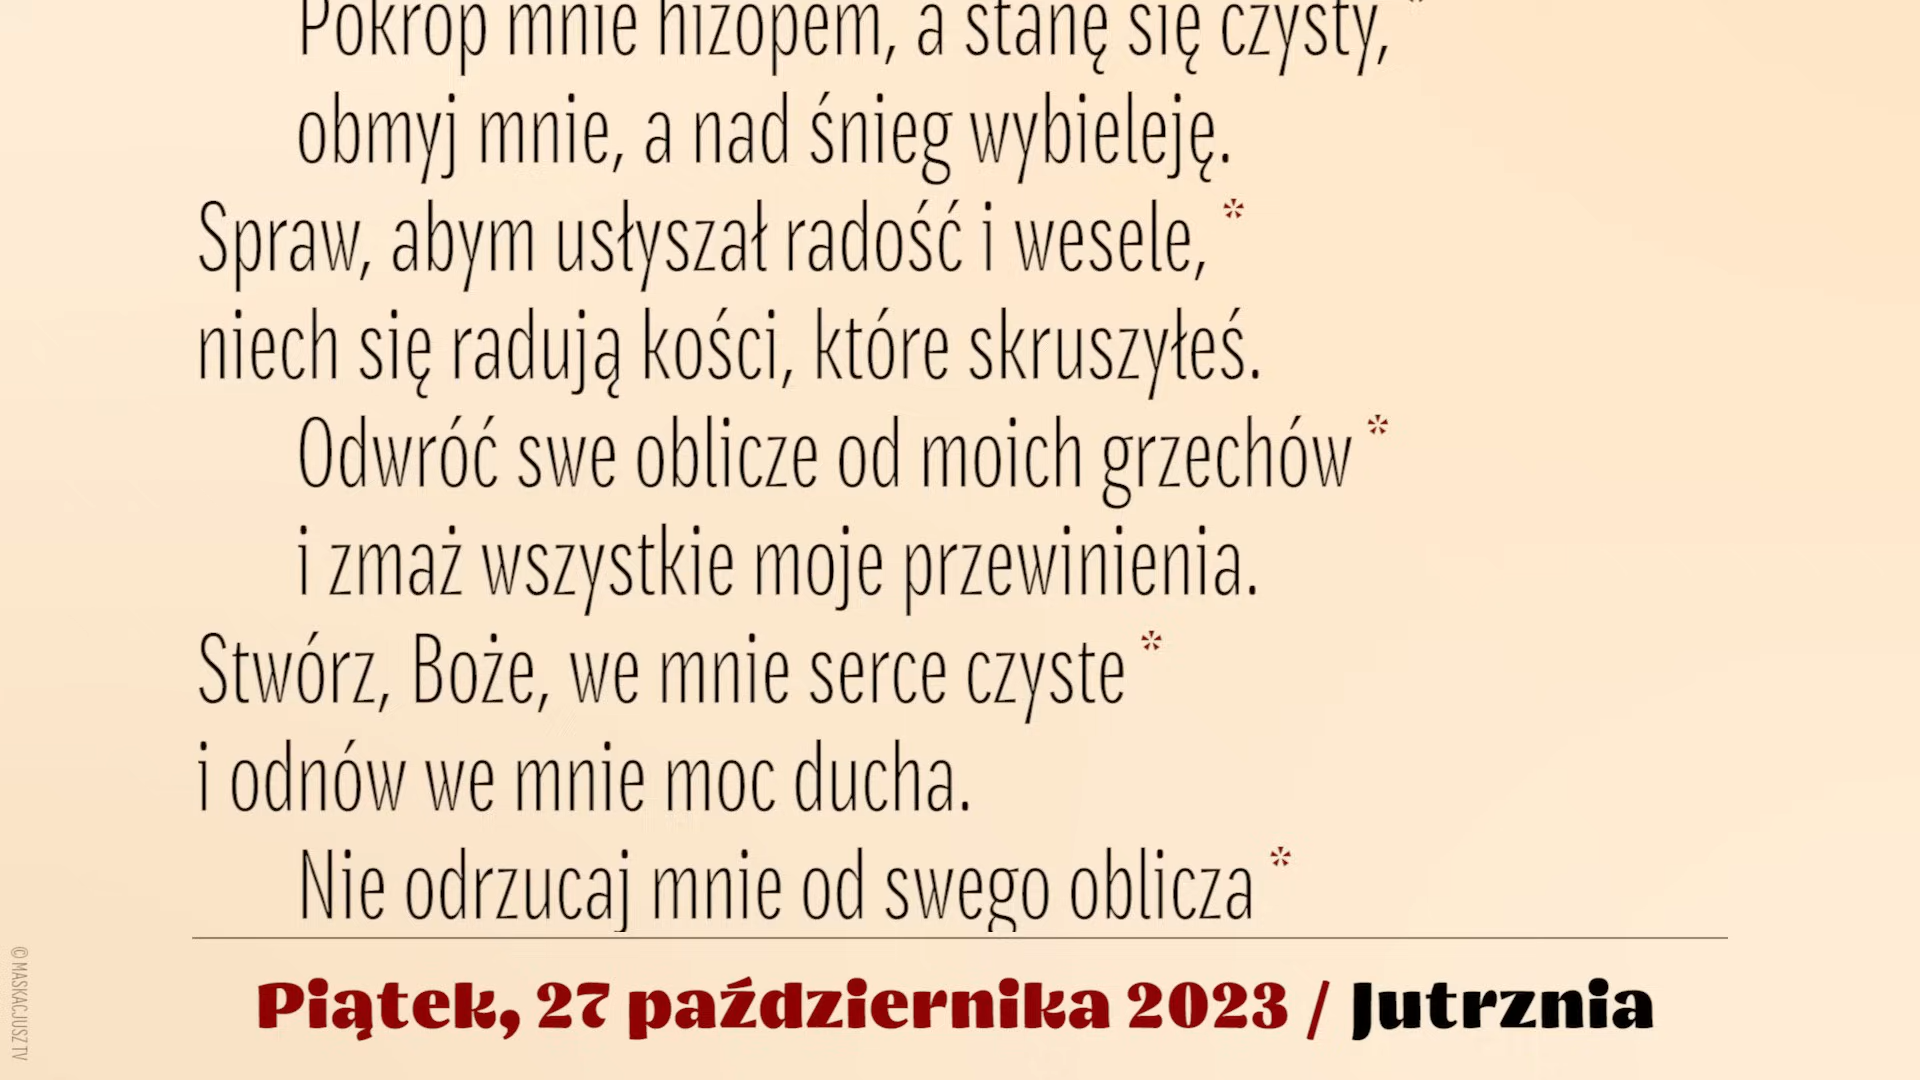 Pokrop mnie hizopem, a stanę się czysty, *
obmyj mnie, a nad śnieg wybieleję.
Spraw, abym usłyszał radość i wesele, *
niech się radują kości, które skruszyłeś.
Odwróć swe oblicze od moich grzechów *
i zmaż wszystkie moje przewinienia.
Stwórz, Boże, we mnie serce czyste *
i odnów we mnie moc ducha.
Nie odrzucaj mnie od swego oblicza *
Piątek, 27 października 2023 / Jutrznia
© MASKACJUSZ TV